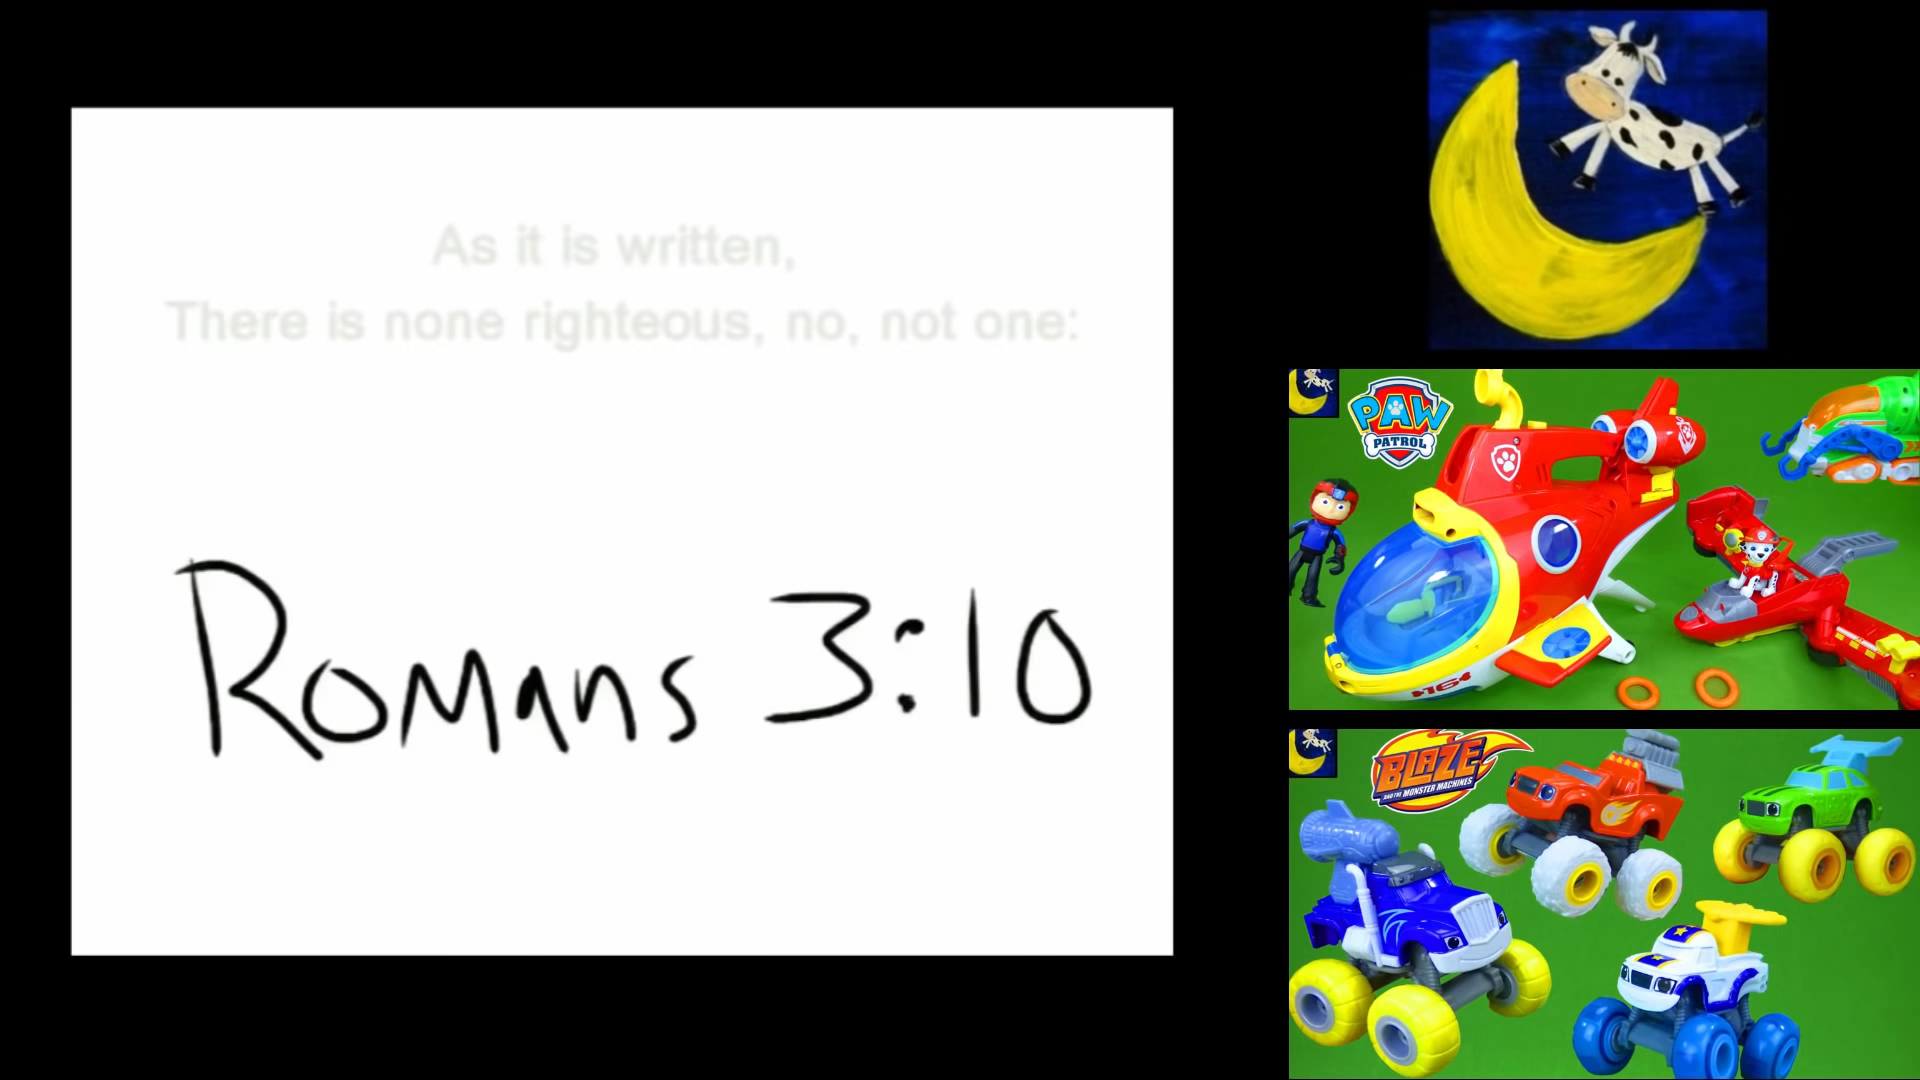 As it is written,
There is none righteous, no, not one:
Romans 3:10
PAW
PATROL
16
BLAZE
AND THE MONSTER MACHINES